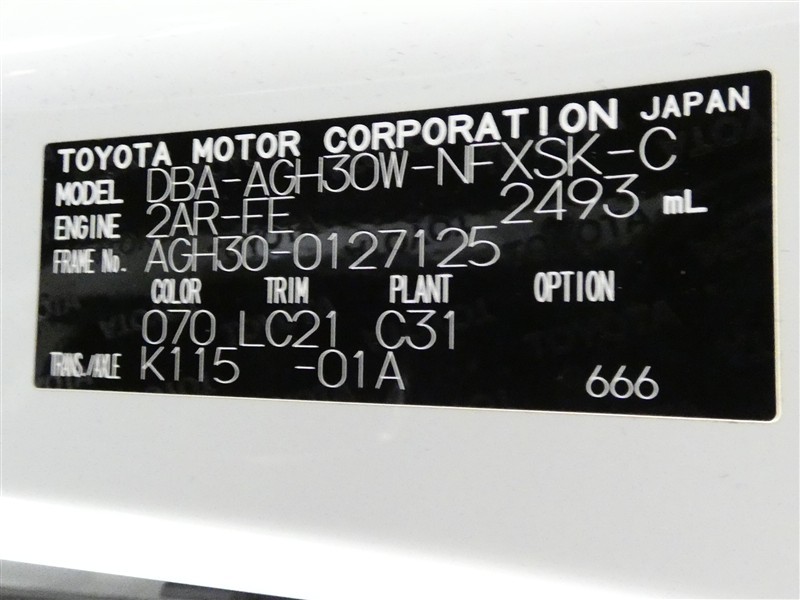 TOYOTA MOTOR CORPORATION JAPAN
MODEL DBA-AGH30W-NFXSK-C
ENGINE 2AR-FE 2493 mL
FRAME No. AGH30-0127125
COLOR TRIM PLANT OPTION
070 LC21 C31
TRANS./AXLE K115 -01A 666